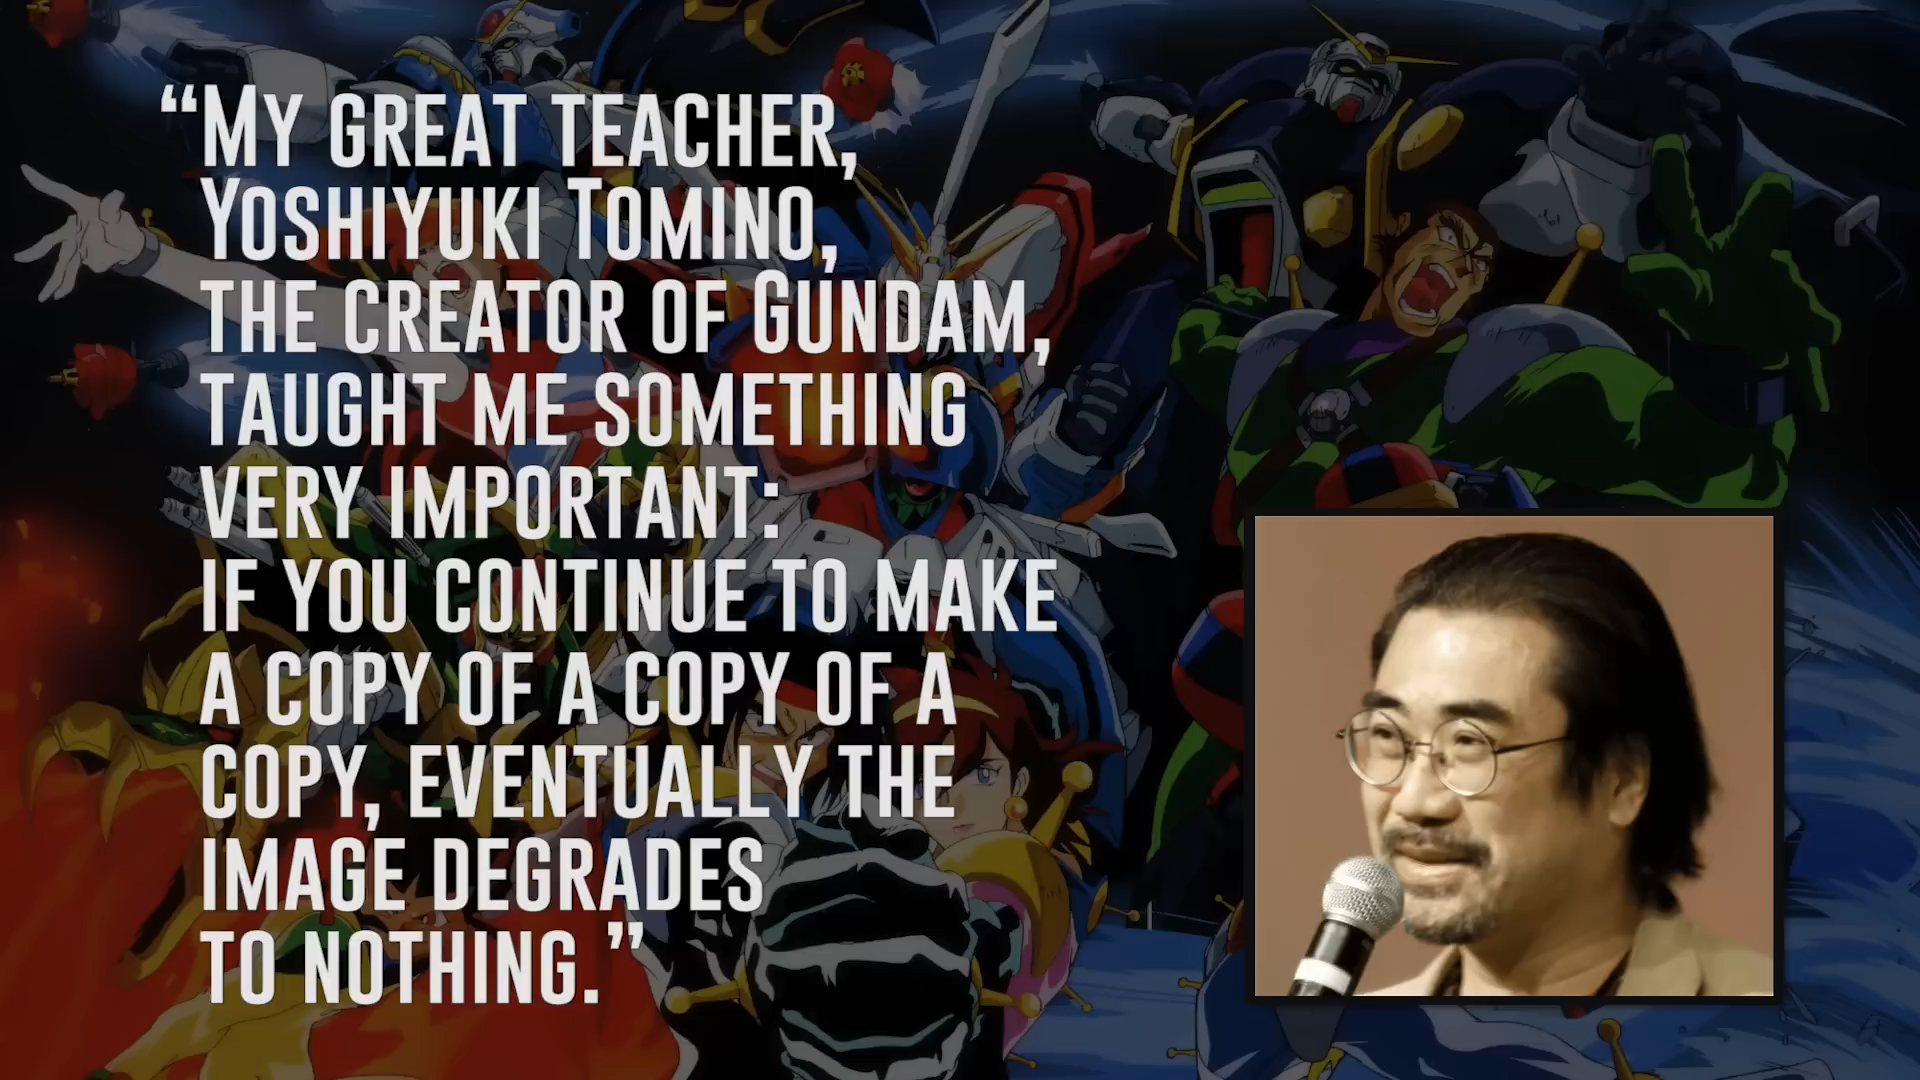 “My great teacher,
Yoshiyuki Tomino,
the creator of Gundam,
taught me something
very important:
if you continue to make
a copy of a copy of a
copy, eventually the
image degrades
to nothing.”